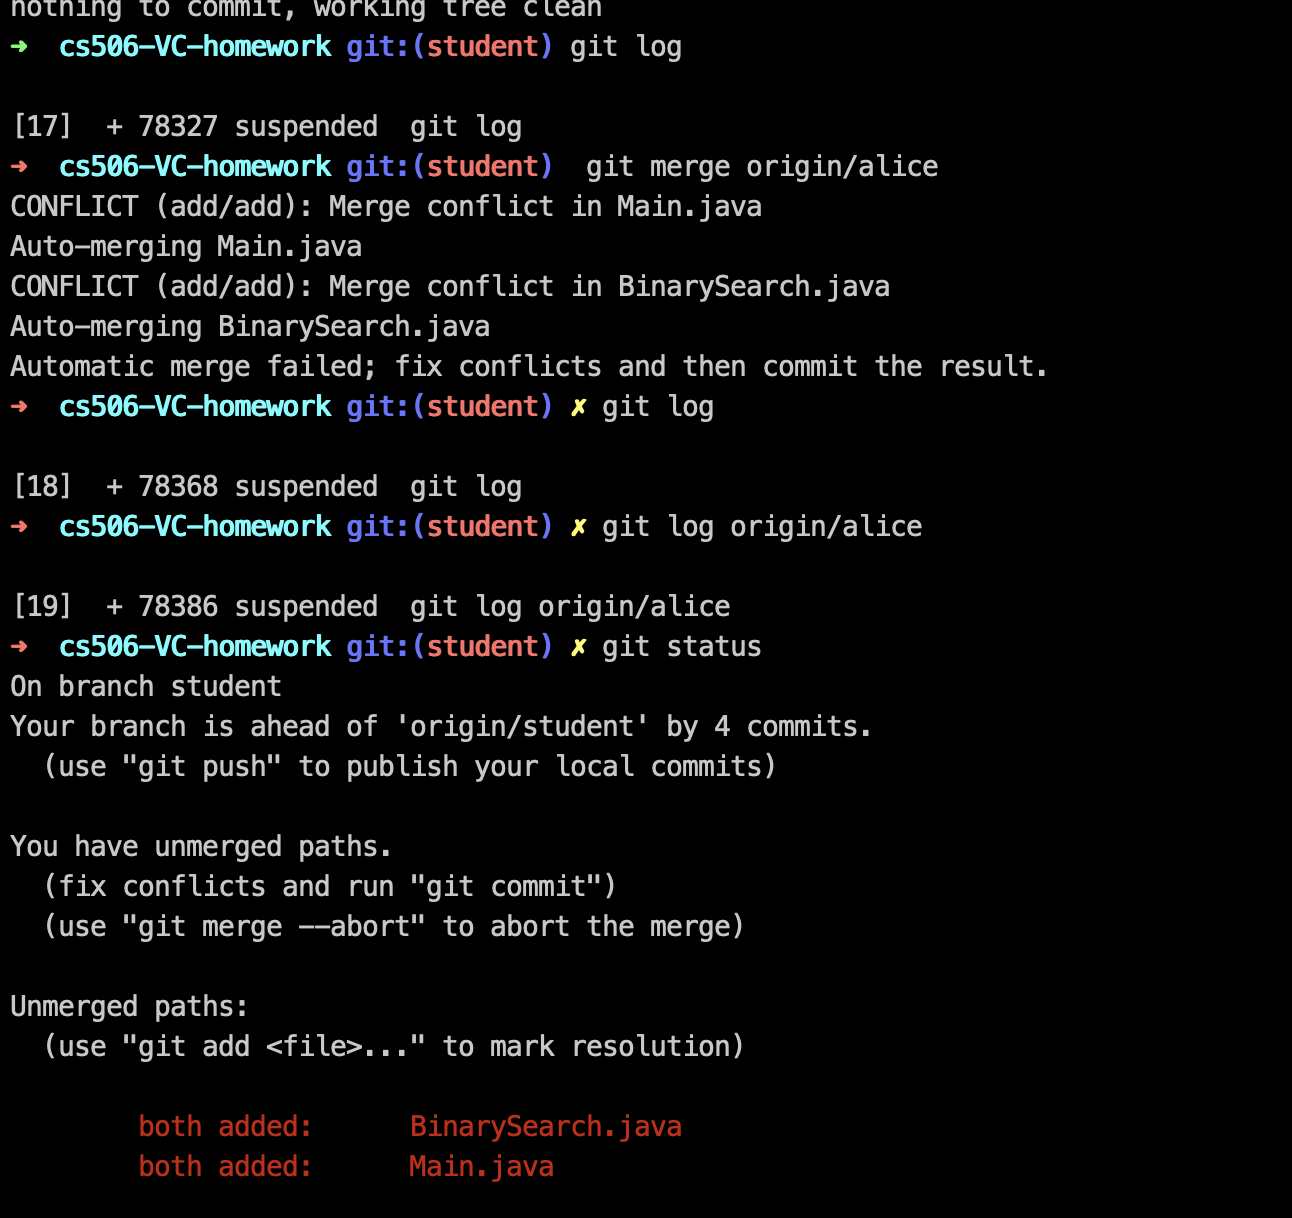 nothing to commit, working tree clean
➜  cs506-VC-homework git:(student) git log

[17]  + 78327 suspended  git log
➜  cs506-VC-homework git:(student)  git merge origin/alice
CONFLICT (add/add): Merge conflict in Main.java
Auto-merging Main.java
CONFLICT (add/add): Merge conflict in BinarySearch.java
Auto-merging BinarySearch.java
Automatic merge failed; fix conflicts and then commit the result.
➜  cs506-VC-homework git:(student) ✗ git log

[18]  + 78368 suspended  git log
➜  cs506-VC-homework git:(student) ✗ git log origin/alice

[19]  + 78386 suspended  git log origin/alice
➜  cs506-VC-homework git:(student) ✗ git status
On branch student
Your branch is ahead of 'origin/student' by 4 commits.
  (use "git push" to publish your local commits)

You have unmerged paths.
  (fix conflicts and run "git commit")
  (use "git merge --abort" to abort the merge)

Unmerged paths:
  (use "git add <file>..." to mark resolution)

        both added:      BinarySearch.java
        both added:      Main.java